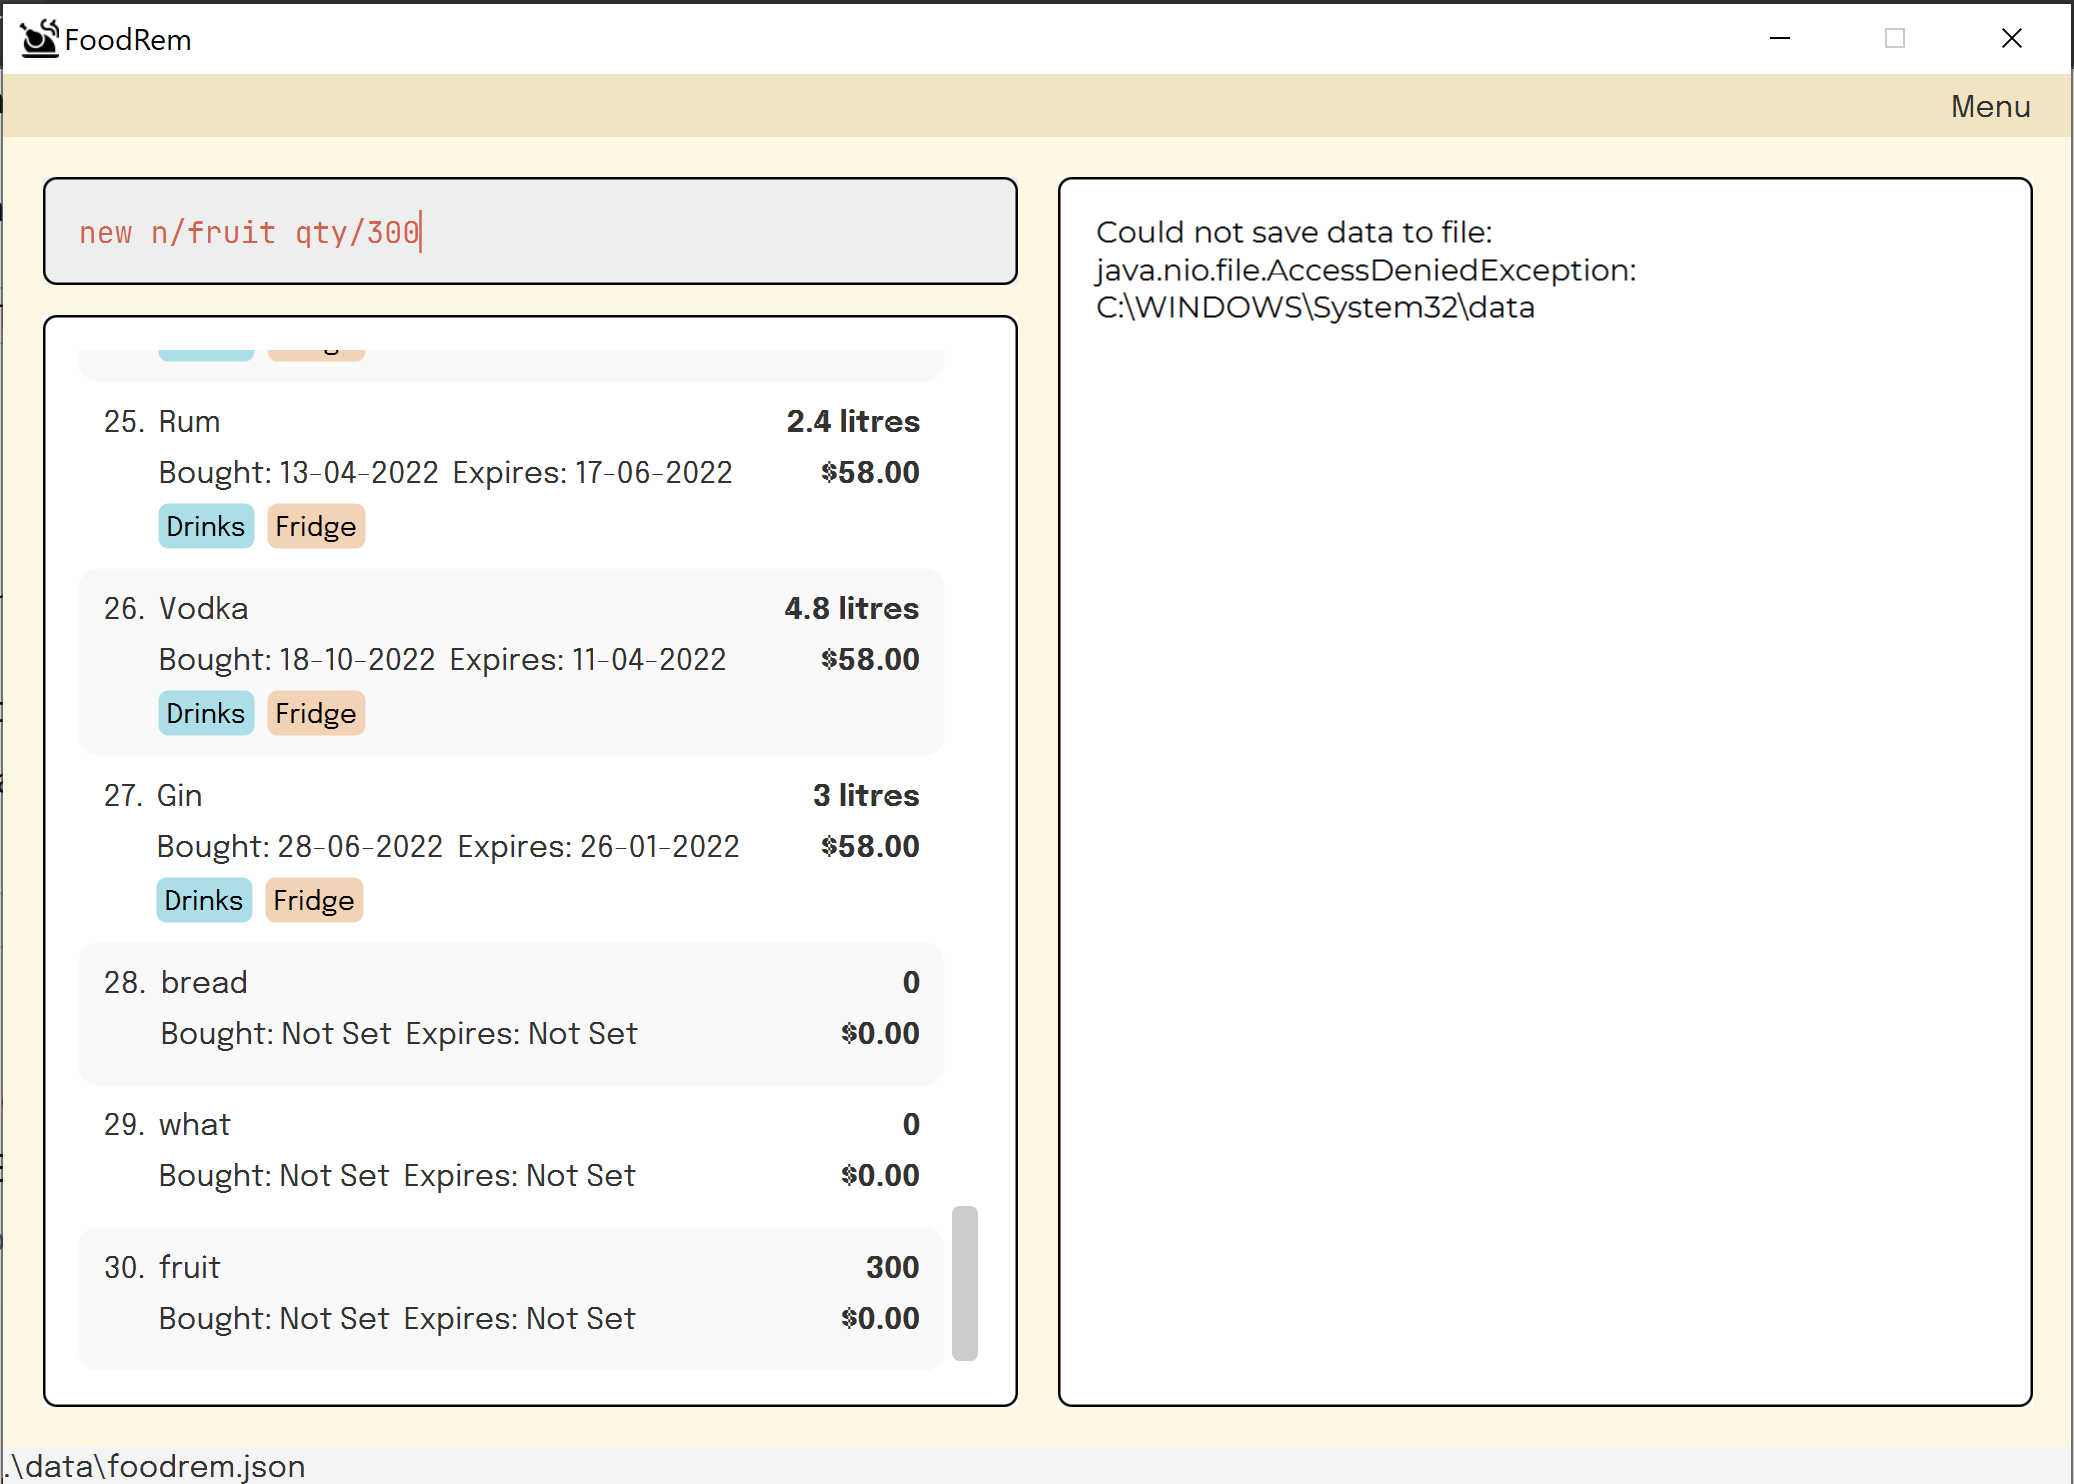 FoodRem
Menu
new n/fruit qty/300
25. Rum 2.4 litres
Bought: 13-04-2022 Expires: 17-06-2022 $58.00
Drinks Fridge
26. Vodka 4.8 litres
Bought: 18-10-2022 Expires: 11-04-2022 $58.00
Drinks Fridge
27. Gin 3 litres
Bought: 28-06-2022 Expires: 26-01-2022 $58.00
Drinks Fridge
28. bread 0
Bought: Not Set Expires: Not Set $0.00
29. what 0
Bought: Not Set Expires: Not Set $0.00
30. fruit 300
Bought: Not Set Expires: Not Set $0.00
Could not save data to file:
java.nio.file.AccessDeniedException:
C:\WINDOWS\System32\data
.\data\foodrem.json